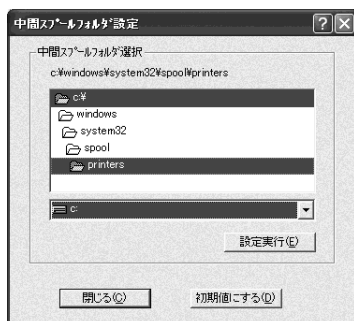 中間ｽﾌﾟｰﾙﾌｫﾙﾀﾞ設定
中間ｽﾌﾟｰﾙﾌｫﾙﾀﾞ選択
c:¥windows¥system32¥spool¥printers
c:¥
windows
system32
spool
printers
c:
設定実行(E)
閉じる(C)
初期値にする(D)